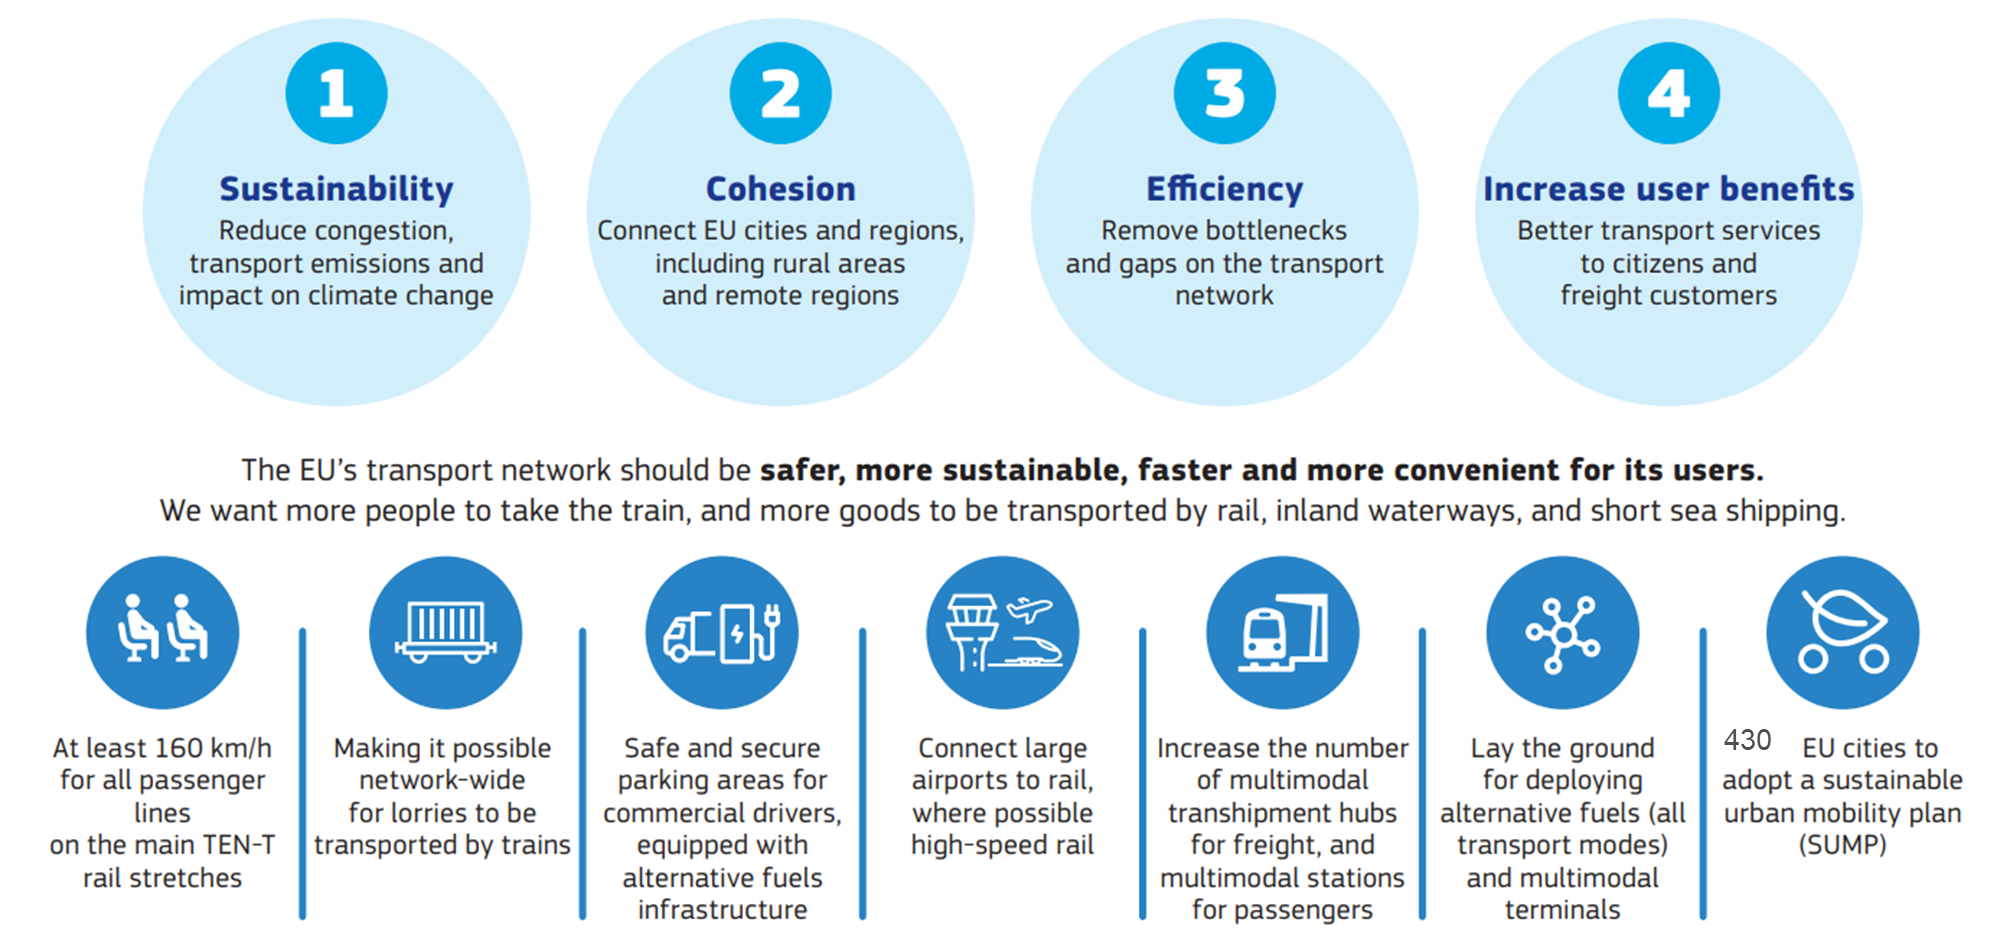 1
Sustainability
Reduce congestion,
transport emissions and
impact on climate change
2
Cohesion
Connect EU cities and regions,
including rural areas
and remote regions
3
Efficiency
Remove bottlenecks
and gaps on the transport
network
4
Increase user benefits
Better transport services
to citizens and
freight customers
The EU's transport network should be safer, more sustainable, faster and more convenient for its users.
We want more people to take the train, and more goods to be transported by rail, inland waterways, and short sea shipping.
At least 160 km/h
for all passenger
lines
on the main TEN-T
rail stretches
Making it possible
network-wide
for lorries to be
transported by trains
Safe and secure
parking areas for
commercial drivers,
equipped with
alternative fuels
infrastructure
Connect large
airports to rail,
where possible
high-speed rail
Increase the number
of multimodal
transhipment hubs
for freight, and
multimodal stations
for passengers
Lay the ground
for deploying
alternative fuels (all
transport modes)
and multimodal
terminals
430 EU cities to
adopt a sustainable
urban mobility plan
(SUMP)